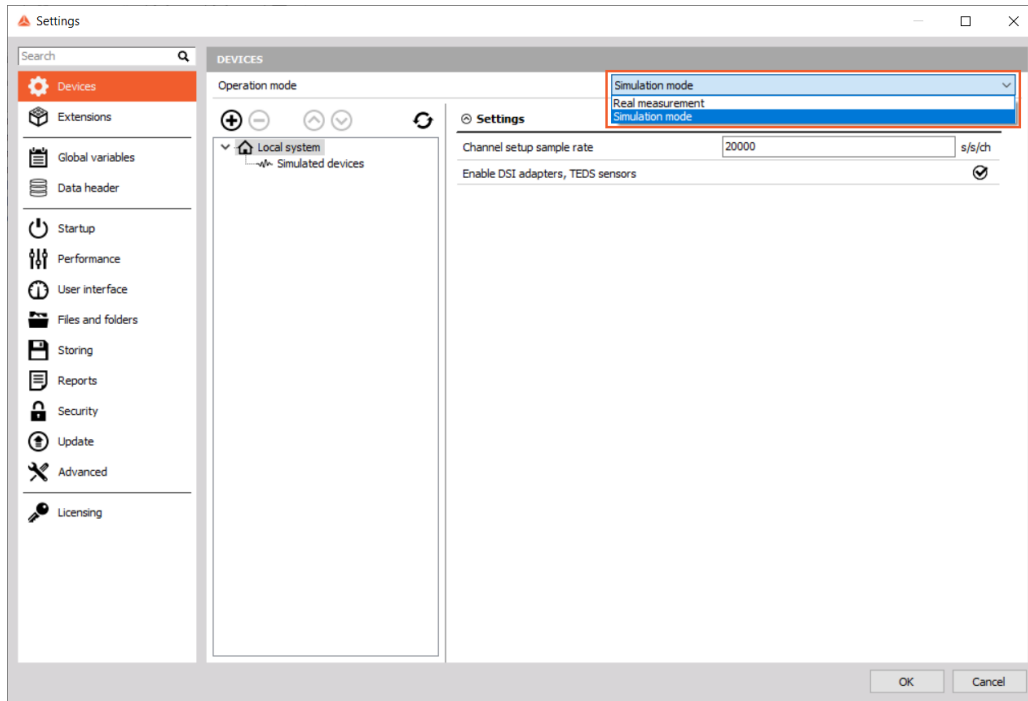 Settings
Search
DEVICES
Devices
Operation mode
Simulation mode
Real measurement
Simulation mode
Extensions
Settings
Local system
Simulated devices
Channel setup sample rate
20000
s/s/ch
Enable DSI adapters, TEDS sensors
Global variables
Data header
Startup
Performance
User interface
Files and folders
Storing
Reports
Security
Update
Advanced
Licensing
OK
Cancel